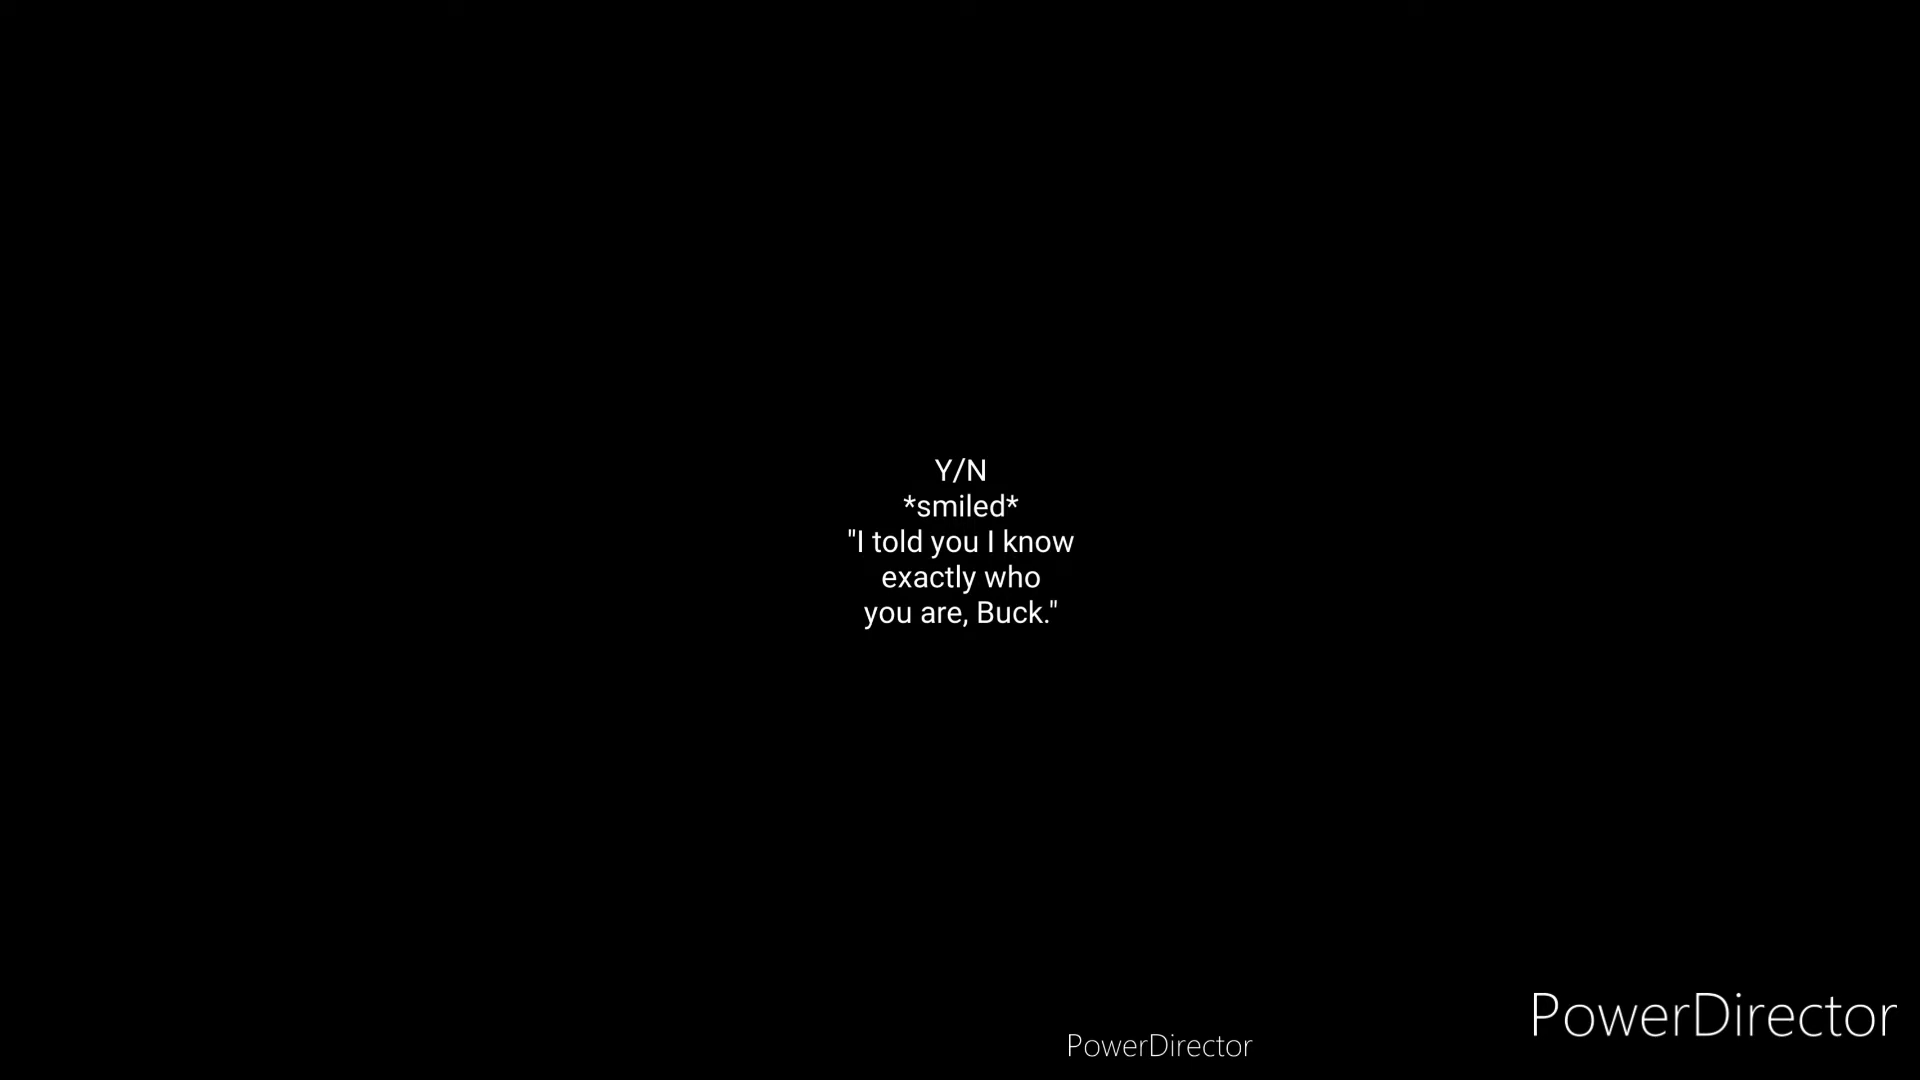 Y/N
*smiled*
"I told you I know
exactly who
you are, Buck."
PowerDirector
PowerDirector